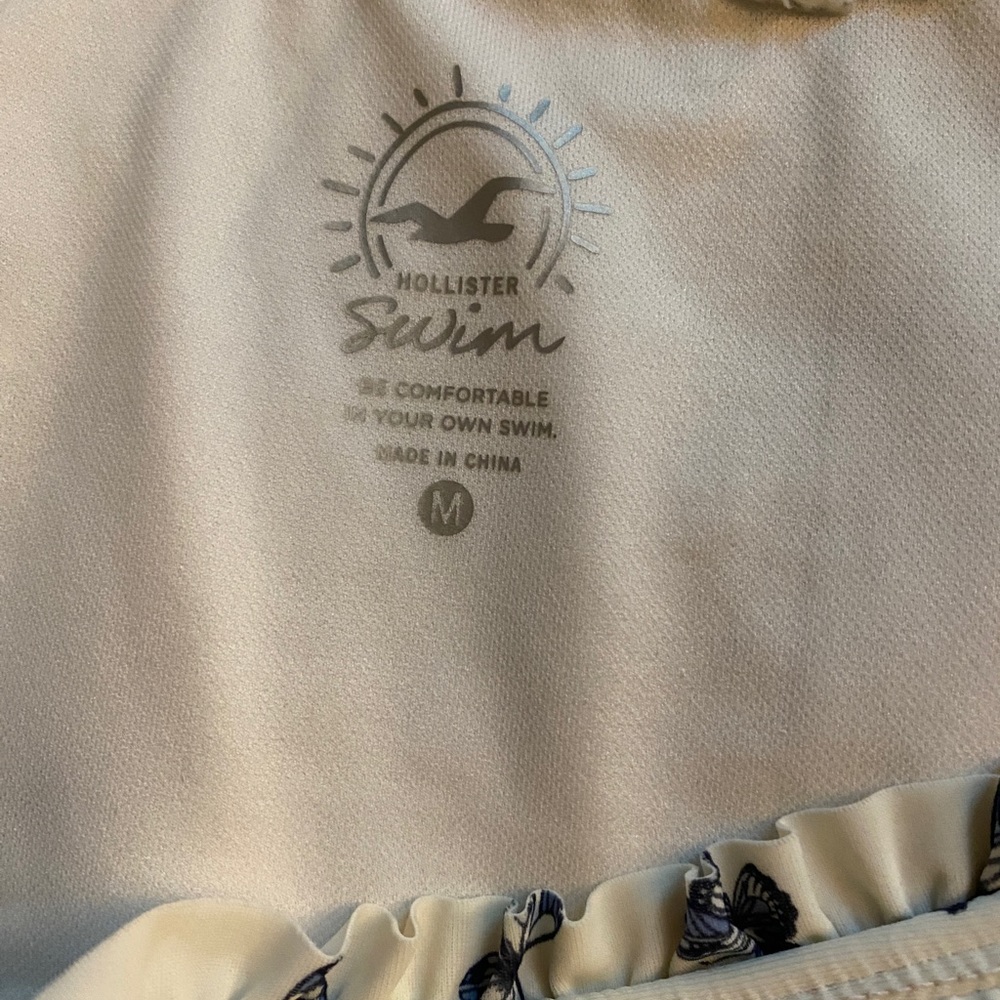 HOLLISTER
Swim
BE COMFORTABLE
IN YOUR OWN SWIM.
MADE IN CHINA
M